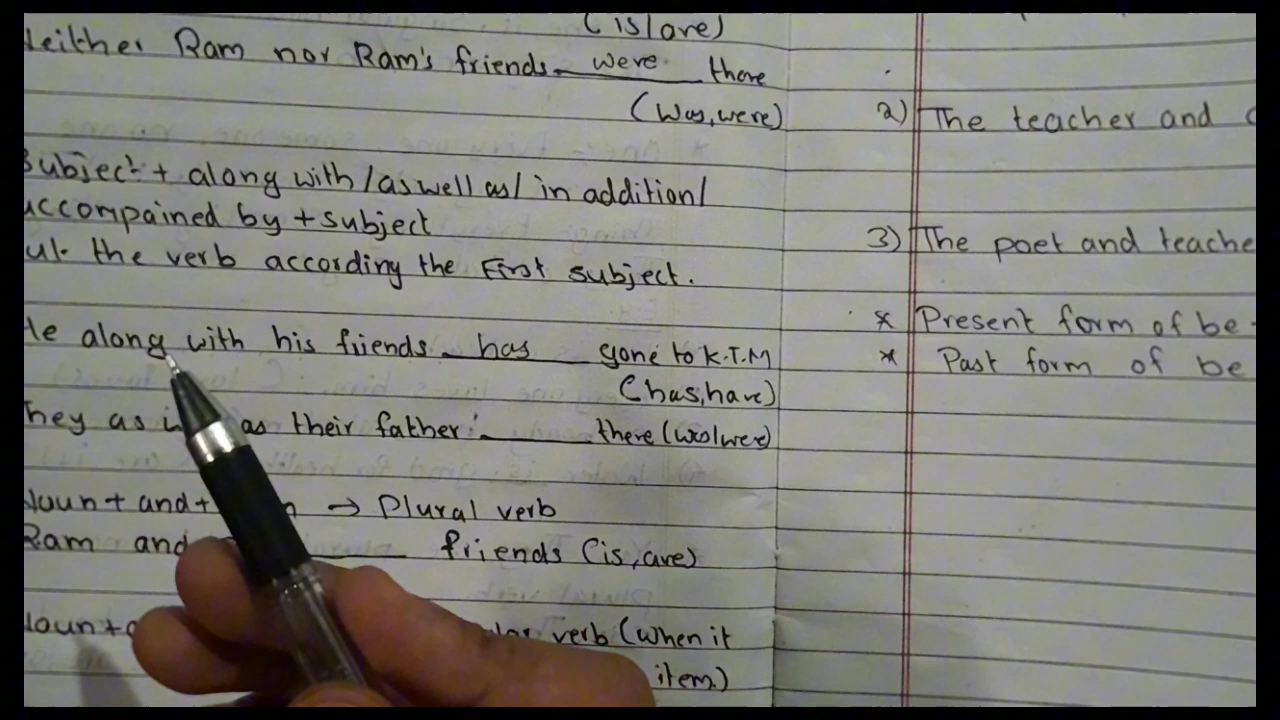 (is/are)
Neither Ram nor Ram's friends were there
(was, were)
Subject + along with/as well as/ in addition/
accompained by + subject
Put the verb according the First subject.
He along with his friends has gone to K.T.M
(has, have)
They as as their father there (was/were)
Noun + and + → Plural verb
Ram and friends (is, are)
Noun + verb (when it
item.)
2) The teacher and
3) The poet and teache
* Present form of be
* Past form of be